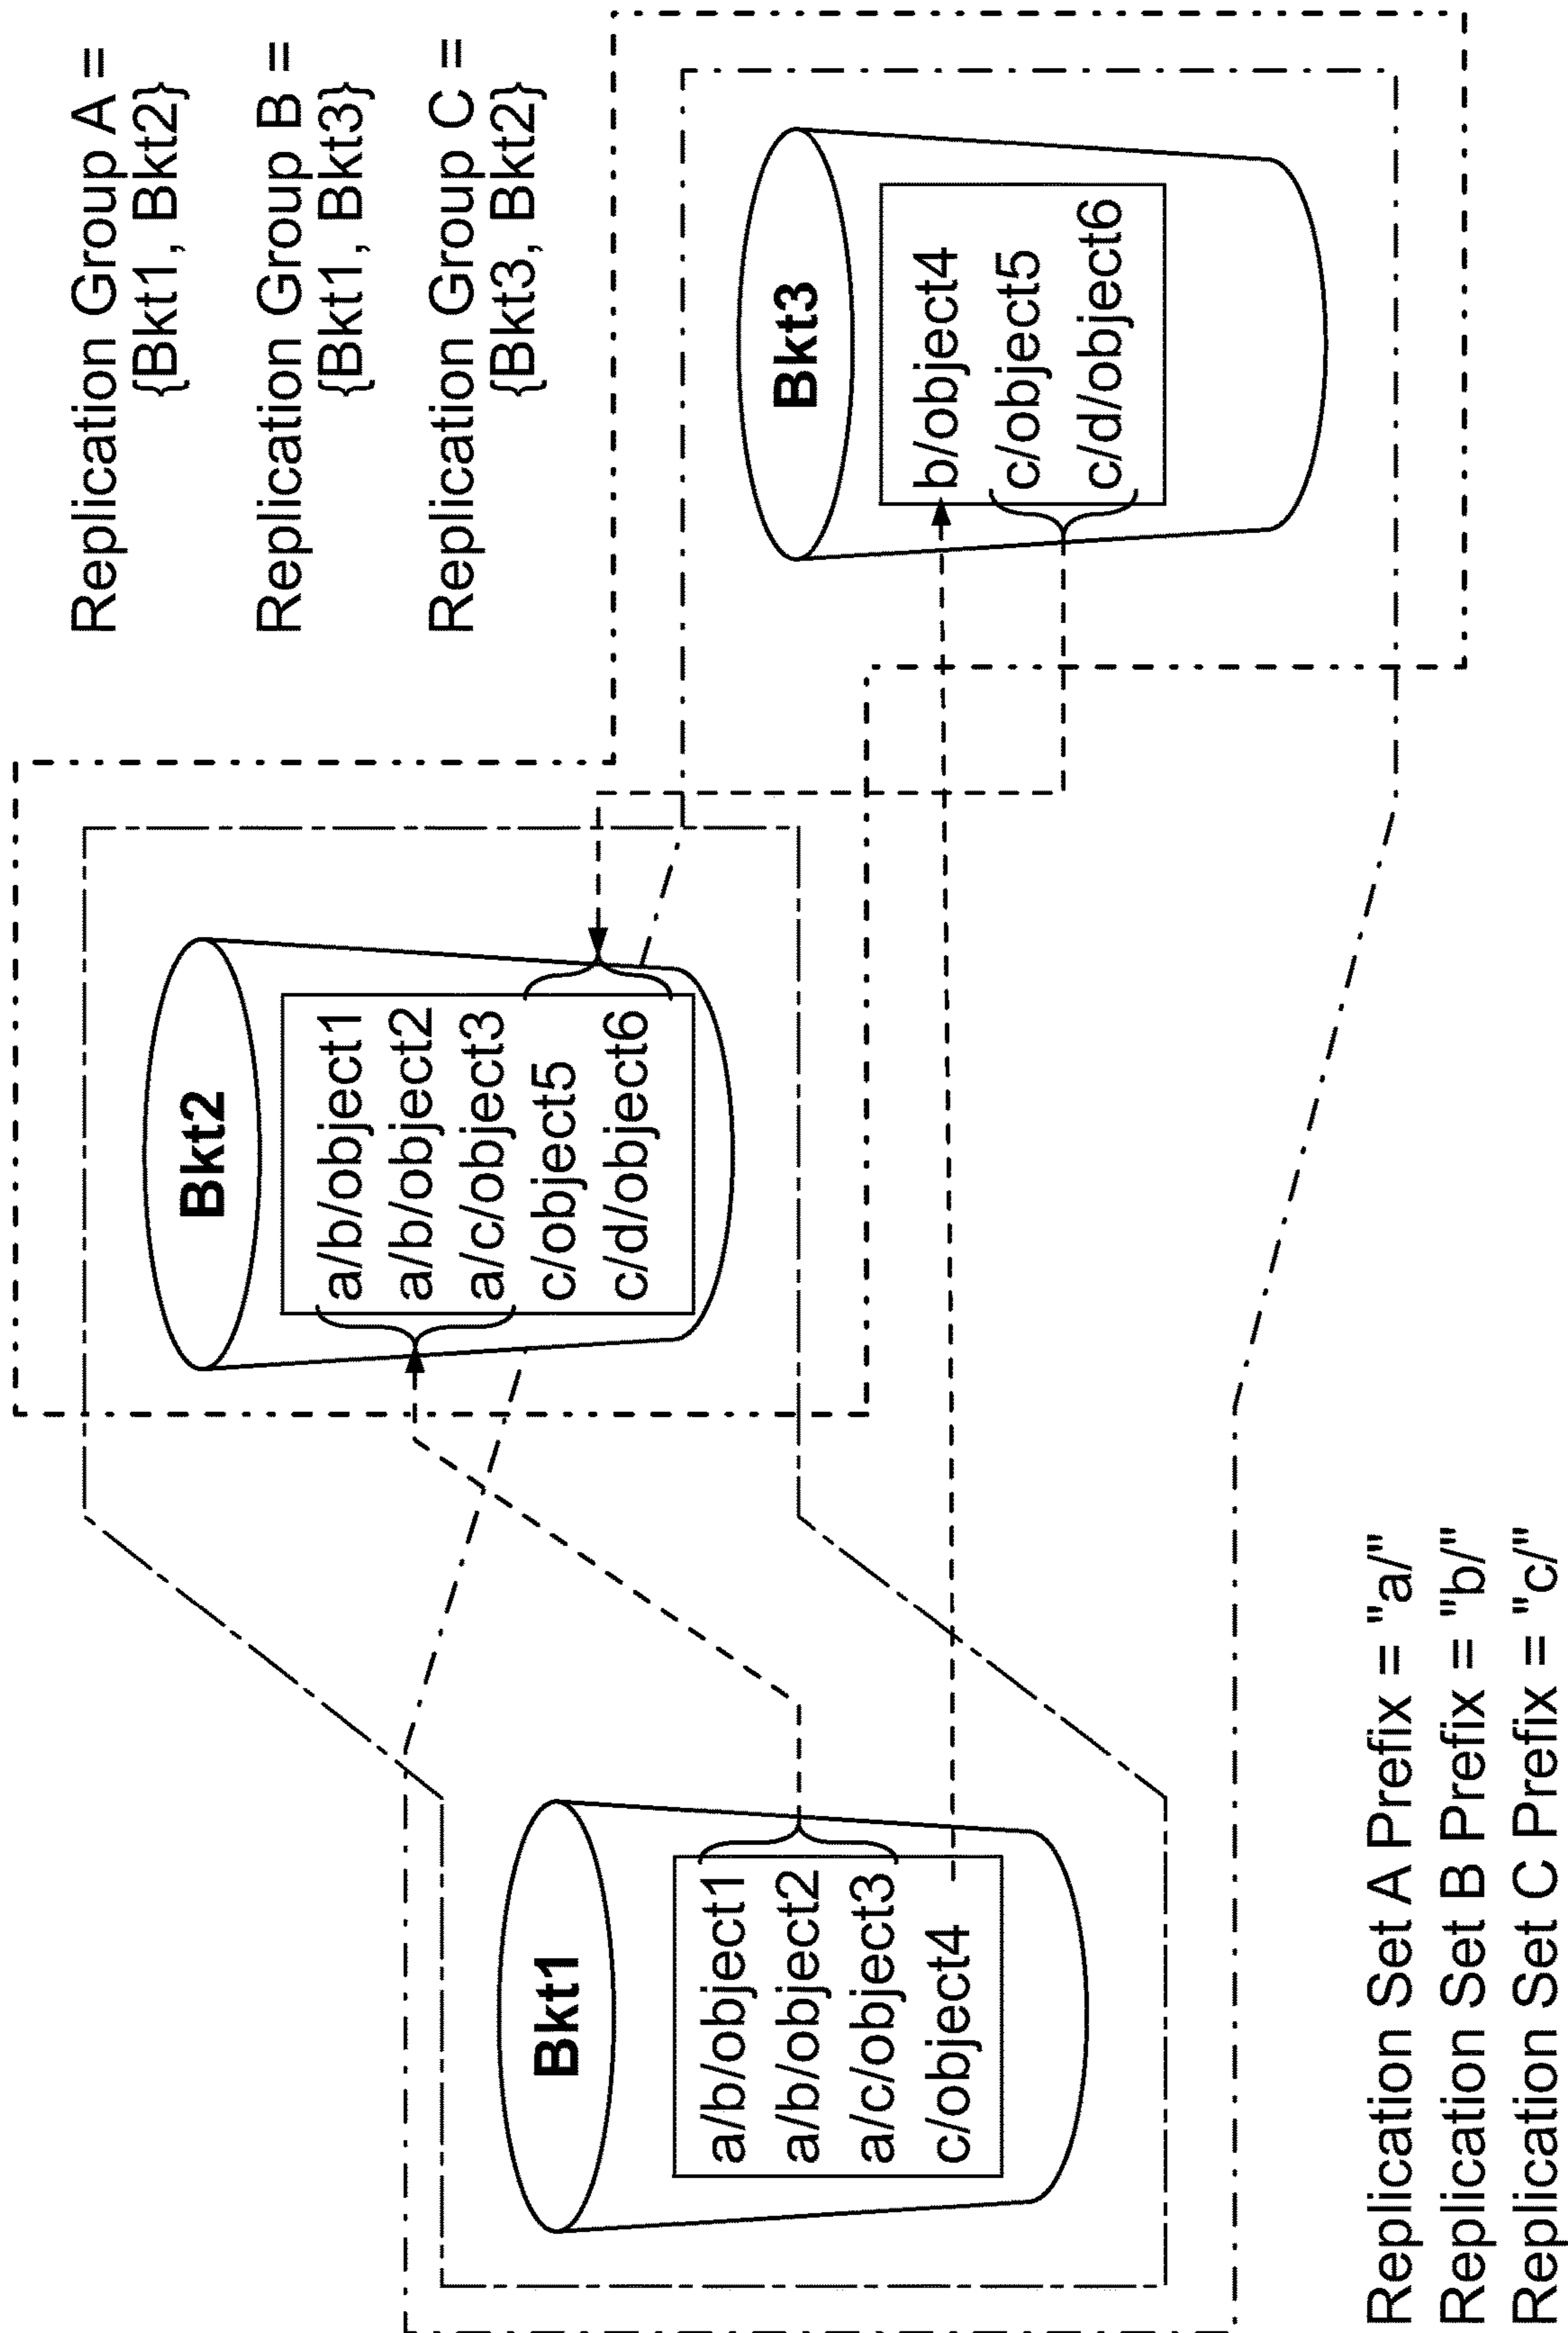 Replication Group A =
{Bkt1, Bkt2}
Replication Group B =
{Bkt1, Bkt3}
Replication Group C =
{Bkt3, Bkt2}
Bkt2
a/b/object1
a/b/object2
a/c/object3
c/object5
c/d/object6
Bkt1
a/b/object1
a/b/object2
a/c/object3
c/object4
Bkt3
b/object4
c/object5
c/d/object6
Replication Set A Prefix = "a/"
Replication Set B Prefix = "b/"
Replication Set C Prefix = "c/"